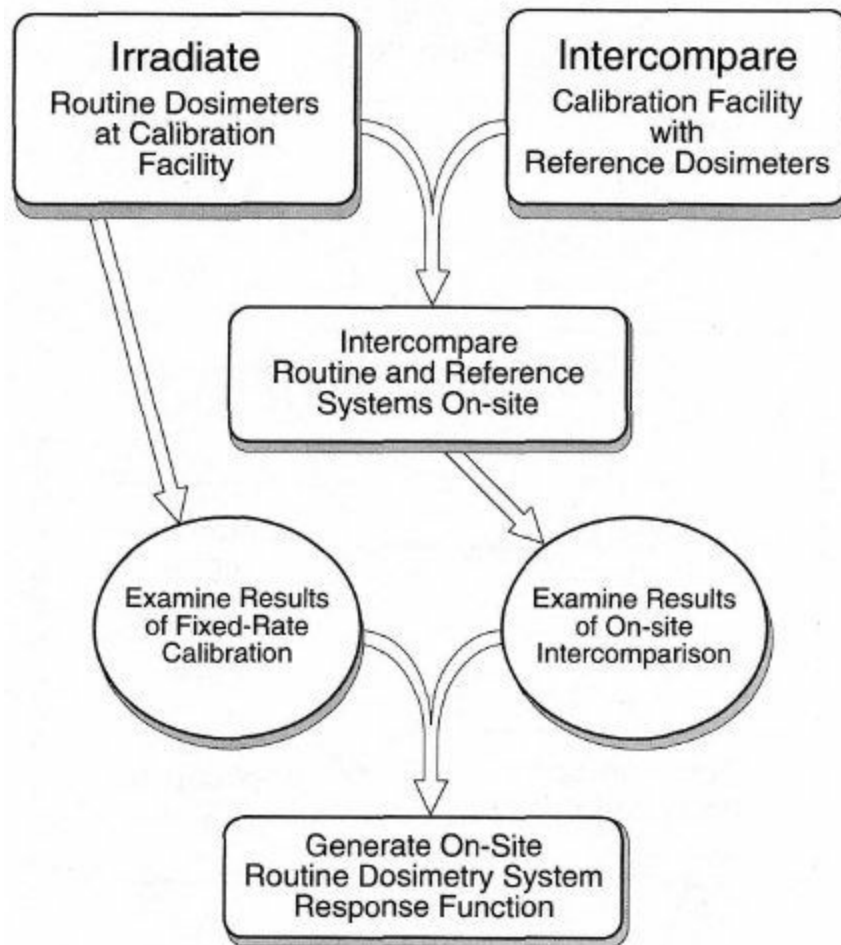 Irradiate
Routine Dosimeters
at Calibration
Facility
Intercompare
Calibration Facility
with
Reference Dosimeters
Intercompare
Routine and Reference
Systems On-site
Examine Results
of Fixed-Rate
Calibration
Examine Results
of On-site
Intercomparison
Generate On-Site
Routine Dosimetry System
Response Function